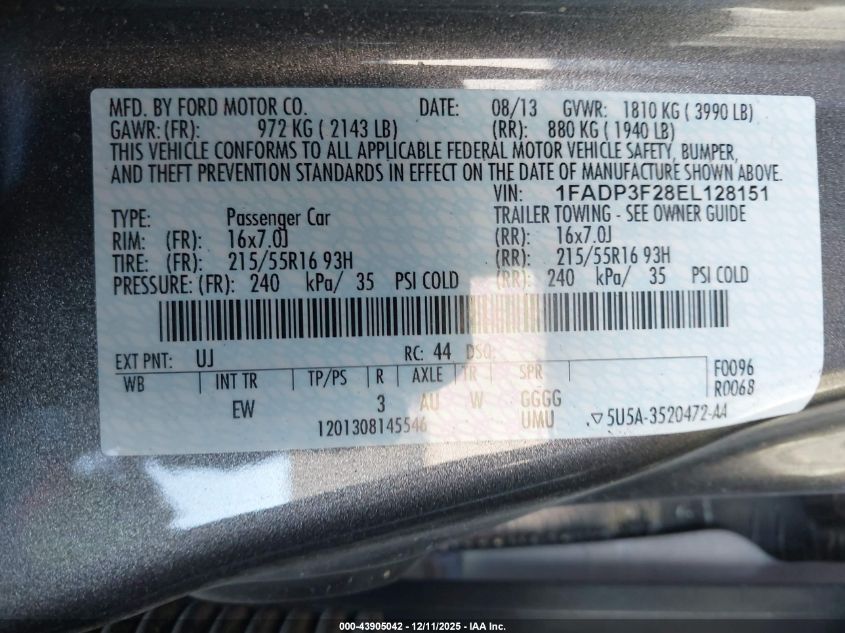 MFD. BY FORD MOTOR CO. DATE: 08/13 GVWR: 1810 KG ( 3990 LB)
GAWR: (FR): 972 KG ( 2143 LB) (RR): 880 KG ( 1940 LB)
THIS VEHICLE CONFORMS TO ALL APPLICABLE FEDERAL MOTOR VEHICLE SAFETY, BUMPER,
AND THEFT PREVENTION STANDARDS IN EFFECT ON THE DATE OF MANUFACTURE SHOWN ABOVE.
VIN: 1FADP3F28EL128151
TYPE: Passenger Car TRAILER TOWING - SEE OWNER GUIDE
RIM: (FR): 16x7.0J (RR): 16x7.0J
TIRE: (FR): 215/55R16 93H (RR): 215/55R16 93H
PRESSURE: (FR): 240 kPa/ 35 PSI COLD (RR): 240 kPa/ 35 PSI COLD
EXT PNT: UJ RC: 44 DSO:
WB INT TR TP/PS R AXLE TR SPR F0096
R0068
EW 3 AU W GGGG
1201308145546 UMU ▽5U5A-3520472-AA
000-43905042 - 12/11/2025 - IAA Inc.